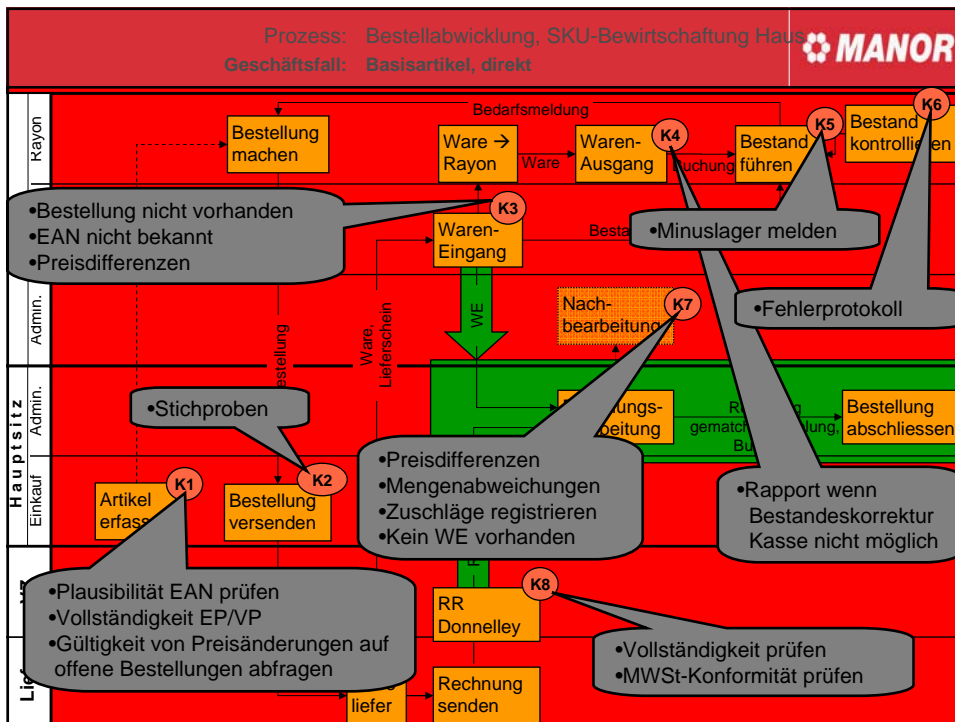 Prozess: Bestellabwicklung, SKU-Bewirtschaftung Haus
MANOR
Geschäftsfall: Basisartikel, direkt
Rayon
Bedarfsmeldung
Bestellung
machen
Ware →
Rayon
Ware
Waren-
Ausgang
K4
Buchung
Bestand
führen
K5
Bestand
kontrollieren
K6
•Bestellung nicht vorhanden
•EAN nicht bekannt
•Preisdifferenzen
K3
Waren-
Eingang
•Minuslager melden
Admin.
Ware,
Lieferschein
WE
Nach-
bearbeitung
K7
•Fehlerprotokoll
Hauptsitz
Admin.
•Stichproben
Bestellung
abschliessen
gematcht
•Preisdifferenzen
•Mengenabweichungen
•Zuschläge registrieren
•Kein WE vorhanden
•Rapport wenn
Bestandeskorrektur
Kasse nicht möglich
Einkauf
Artikel
K1
Bestellung
versenden
K2
•Plausibilität EAN prüfen
•Vollständigkeit EP/VP
•Gültigkeit von Preisänderungen auf
offene Bestellungen abfragen
RR
Donnelley
K8
•Vollständigkeit prüfen
•MWSt-Konformität prüfen
liefer
Rechnung
senden